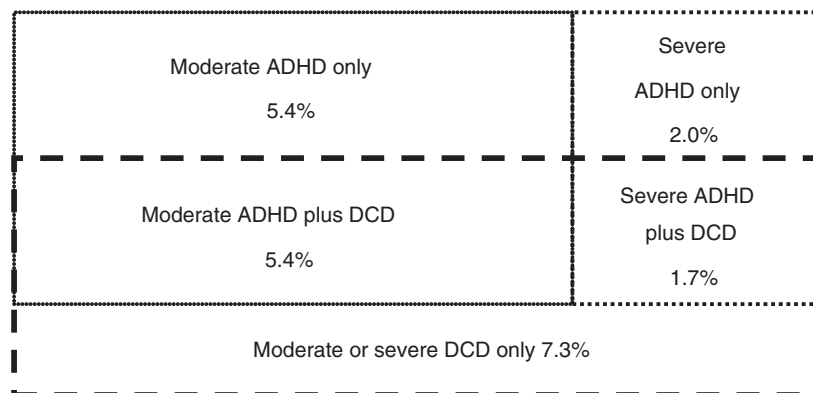 Moderate ADHD only
5.4%
Severe
ADHD only
2.0%
Moderate ADHD plus DCD
5.4%
Severe ADHD
plus DCD
1.7%
Moderate or severe DCD only 7.3%